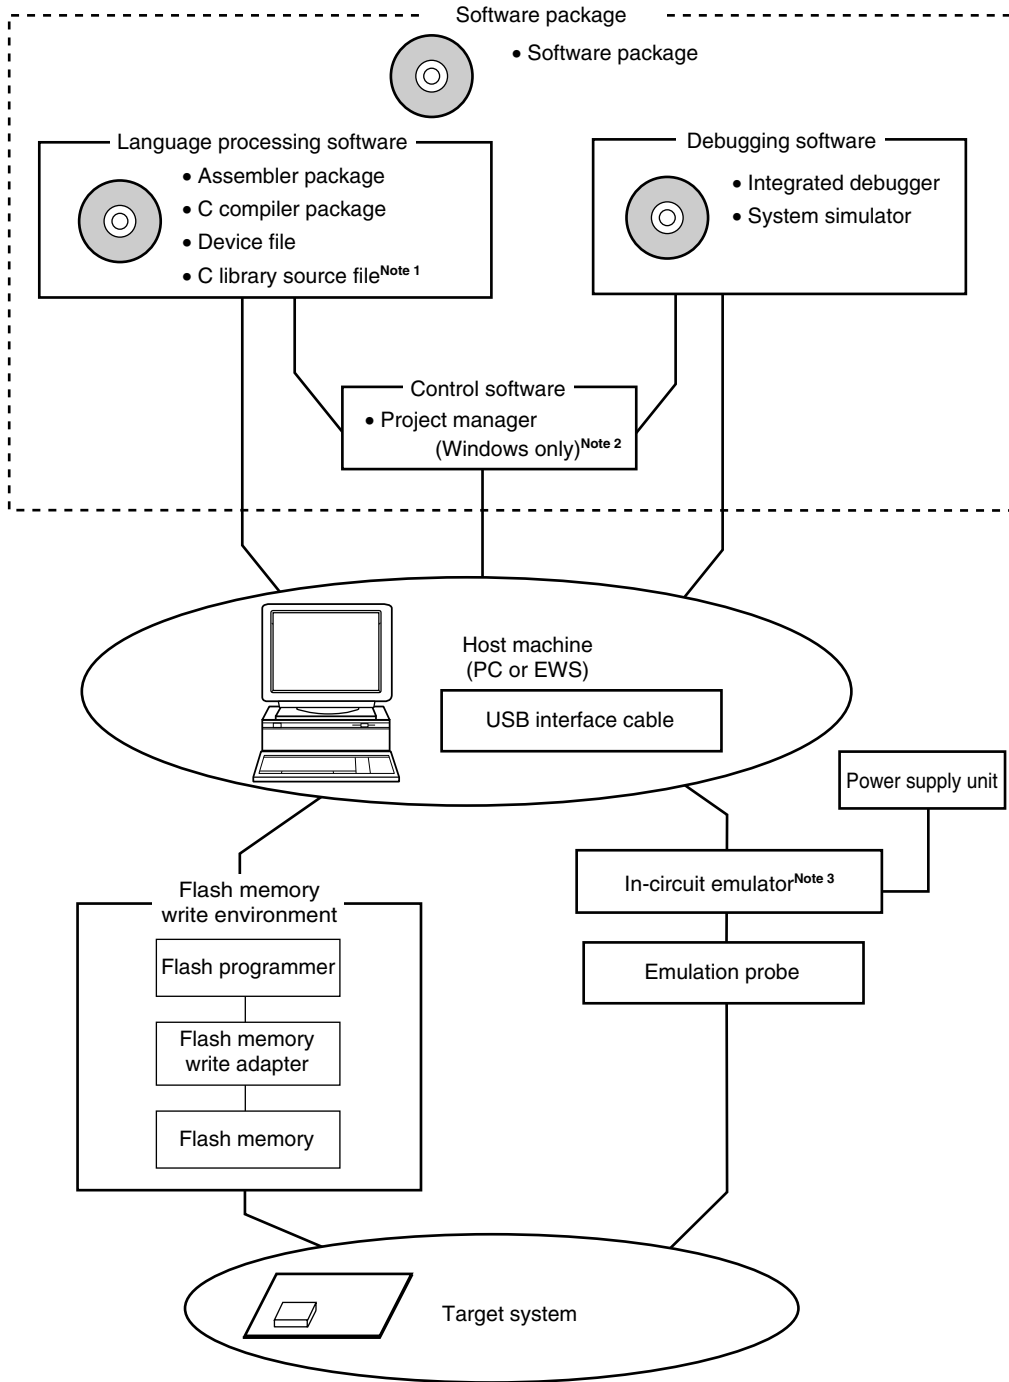 Software package
• Software package
Language processing software
• Assembler package
• C compiler package
• Device file
• C library source fileNote 1
Debugging software
• Integrated debugger
• System simulator
Control software
• Project manager
(Windows only)Note 2
Host machine
(PC or EWS)
USB interface cable
Power supply unit
In-circuit emulatorNote 3
Emulation probe
Flash memory
write environment
Flash programmer
Flash memory
write adapter
Flash memory
Target system